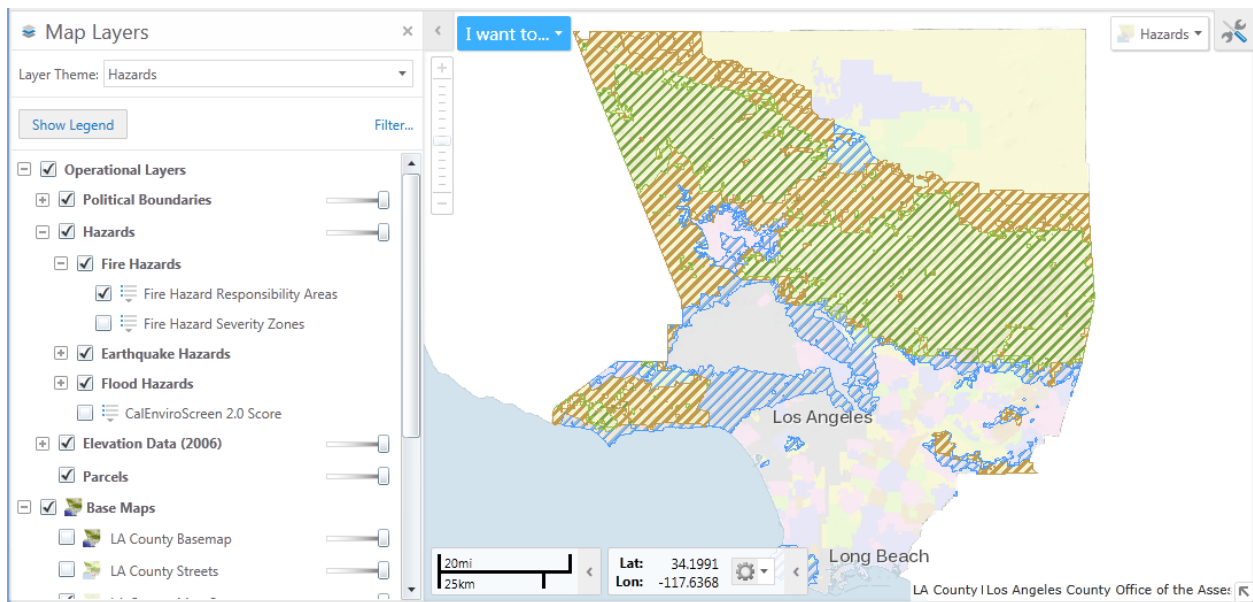 Map Layers
Layer Theme: Hazards
Show Legend
Filter...
Operational Layers
Political Boundaries
Hazards
Fire Hazards
Fire Hazard Responsibility Areas
Fire Hazard Severity Zones
Earthquake Hazards
Flood Hazards
CalEnviroScreen 2.0 Score
Elevation Data (2006)
Parcels
Base Maps
LA County Basemap
LA County Streets
I want to...
Hazards
Los Angeles
Long Beach
20mi
25km
Lat: 34.1991
Lon: -117.6368
LA County | Los Angeles County Office of the Asses